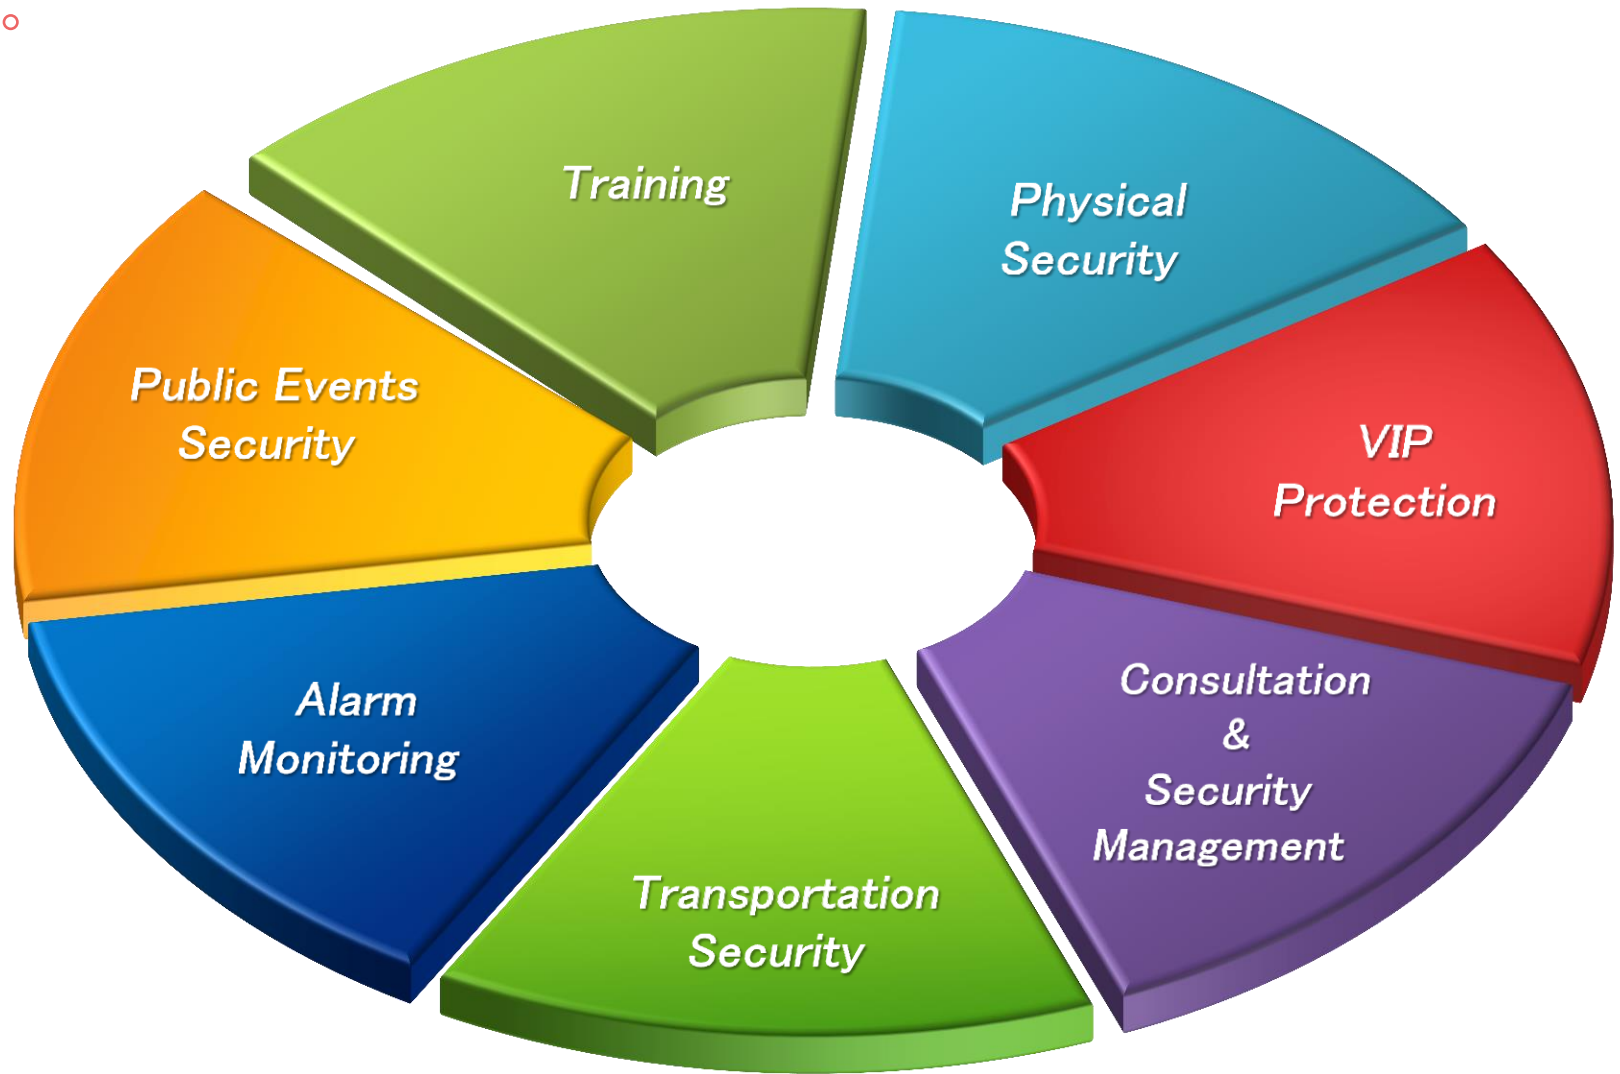 Training
Physical
Security
VIP
Protection
Consultation
&
Security
Management
Transportation
Security
Alarm
Monitoring
Public Events
Security